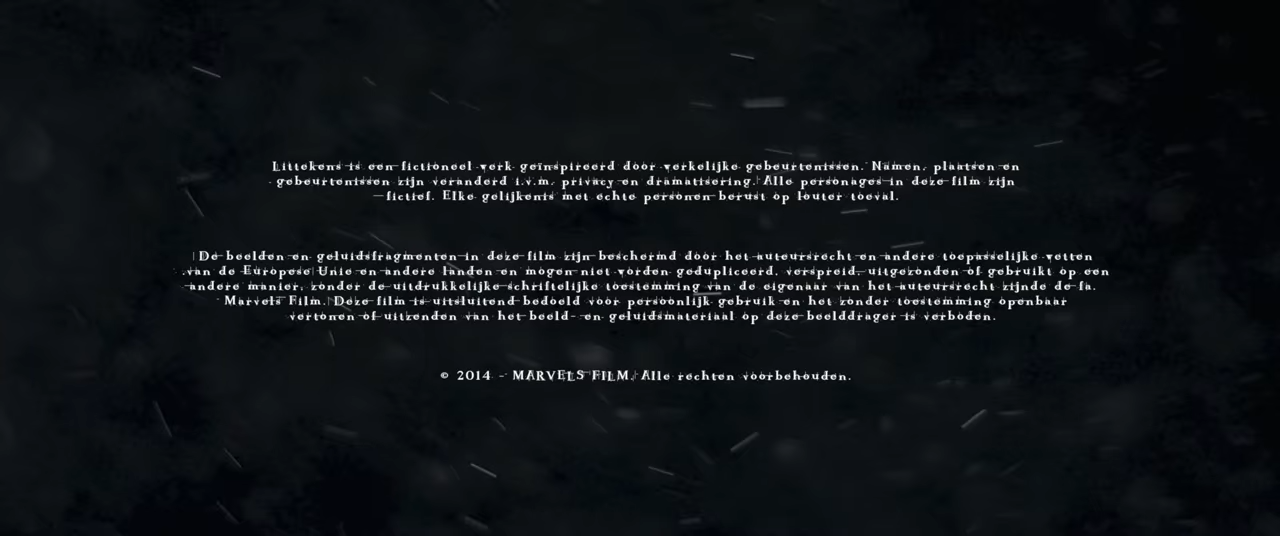 Littekens is een fictioneel werk geïnspireerd door werkelijke gebeurtenissen. Namen, plaatsen en
gebeurtenissen zijn veranderd i.v.m. privacy en dramatisering. Alle personages in deze film zijn
fictief. Elke gelijkenis met echte personen berust op louter toeval.
De beelden en geluidsfragmenten in deze film zijn beschermd door het auteursrecht en andere toepasselijke wetten
van de Europese Unie en andere landen en mogen niet worden gedupliceerd, verspreid, uitgezonden of gebruikt op een
andere manier, zonder de uitdrukkelijke schriftelijke toestemming van de eigenaar van het auteursrecht zijnde de fa.
Marvels Film. Deze film is uitsluitend bedoeld voor persoonlijk gebruik en het zonder toestemming openbaar
vertonen of uitzenden van het beeld- en geluidsmateriaal op deze beelddrager is verboden.
© 2014 - MARVELS FILM. Alle rechten voorbehouden.